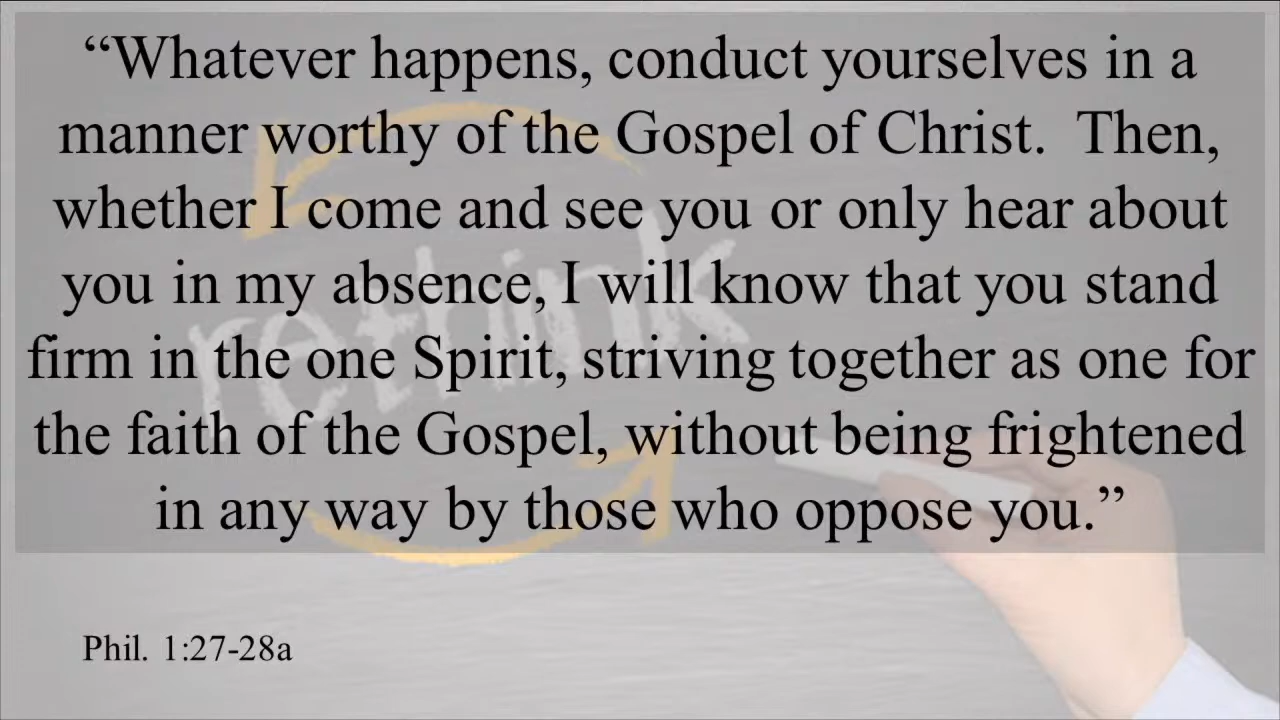 “Whatever happens, conduct yourselves in a
manner worthy of the Gospel of Christ.  Then,
whether I come and see you or only hear about
you in my absence, I will know that you stand
firm in the one Spirit, striving together as one for
the faith of the Gospel, without being frightened
in any way by those who oppose you.”
rethink
Phil. 1:27-28a